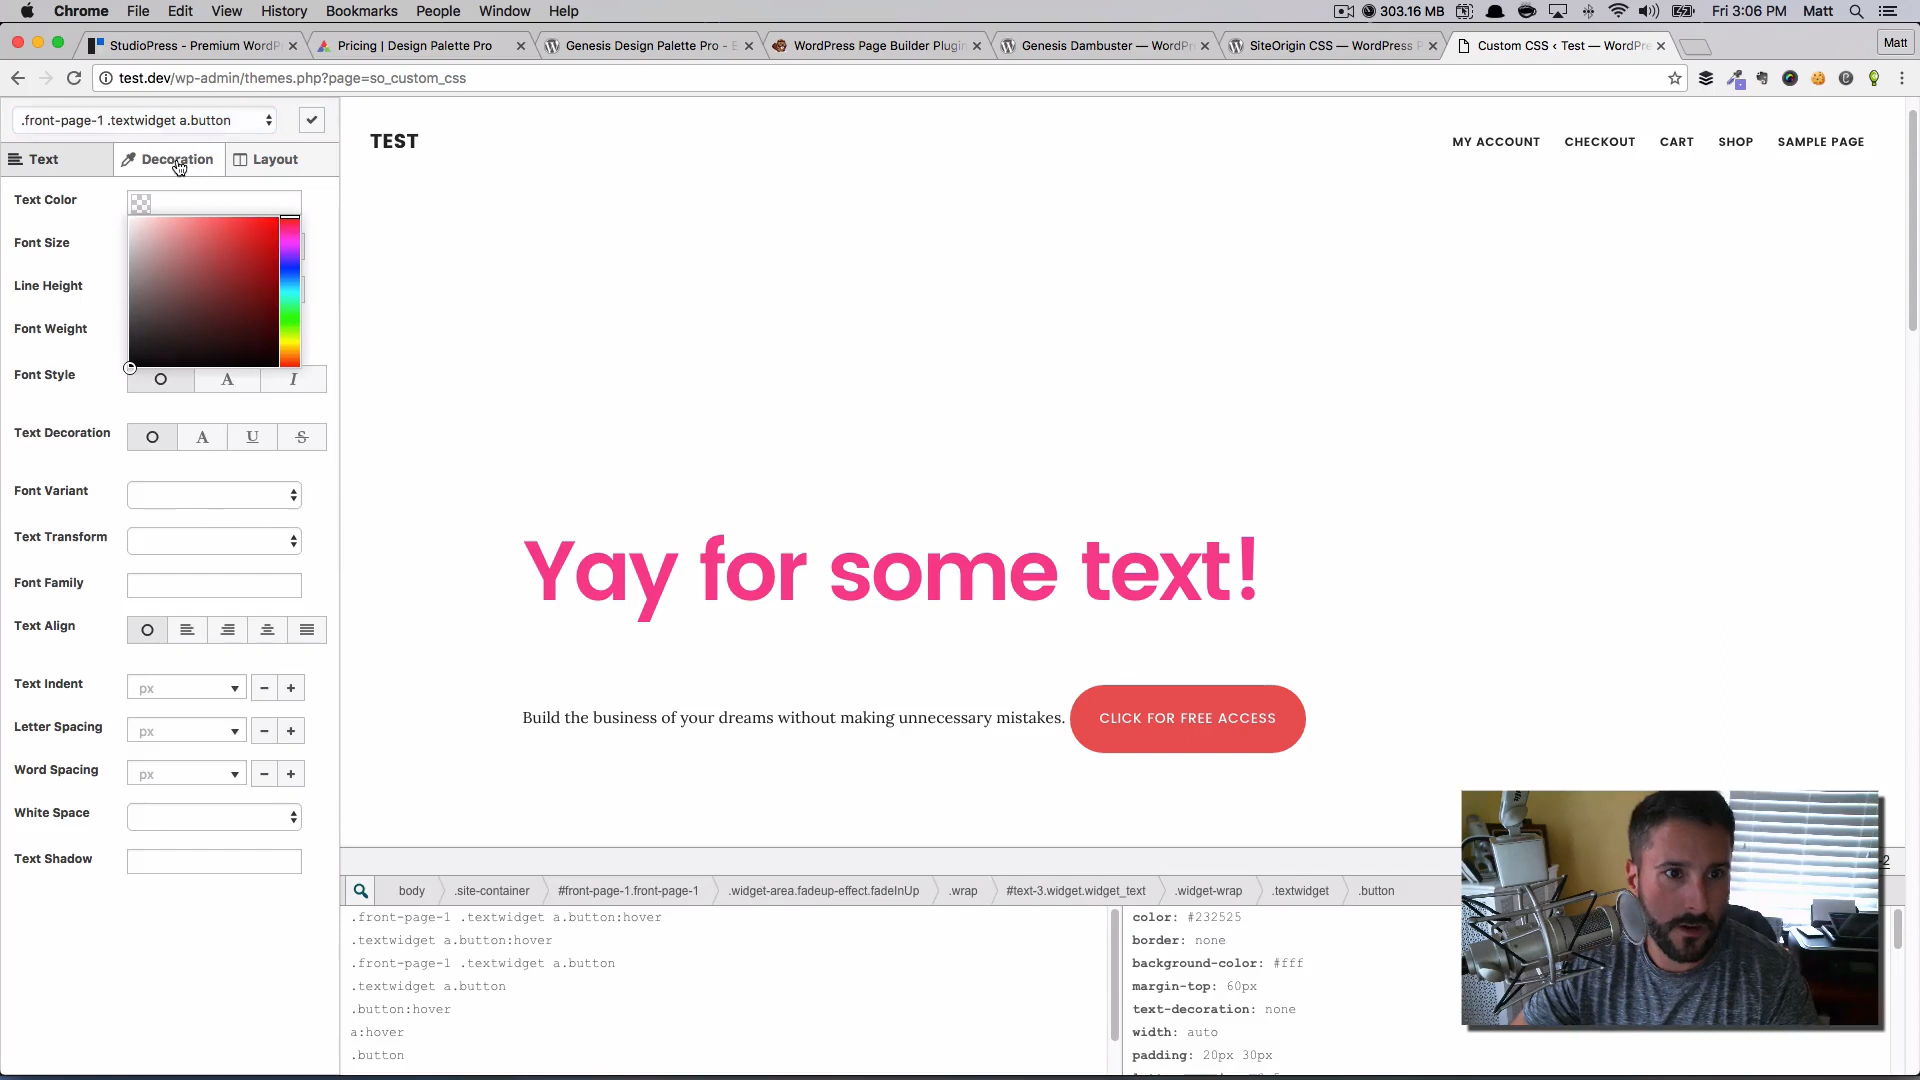 Chrome File Edit View History Bookmarks People Window Help 303.16 MB Fri 3:06 PM Matt
StudioPress - Premium WordP Pricing | Design Palette Pro Genesis Design Palette Pro - E WordPress Page Builder Plugin Genesis Dambuster — WordPr SiteOrigin CSS — WordPress P Custom CSS ‹ Test — WordPre Matt
test.dev/wp-admin/themes.php?page=so_custom_css
.front-page-1 .textwidget a.button
Text Decoration Layout
TEST
MY ACCOUNT CHECKOUT CART SHOP SAMPLE PAGE
Text Color
Font Size
Line Height
Font Weight
Font Style A I
Text Decoration A U S
Font Variant
Text Transform
Font Family
Text Align
Text Indent px - +
Letter Spacing px - +
Word Spacing px - +
White Space
Text Shadow
Yay for some text!
Build the business of your dreams without making unnecessary mistakes. CLICK FOR FREE ACCESS
body .site-container #front-page-1.front-page-1 .widget-area.fadeup-effect.fadeInUp .wrap #text-3.widget.widget_text .widget-wrap .textwidget .button
.front-page-1 .textwidget a.button:hover
.textwidget a.button:hover
.front-page-1 .textwidget a.button
.textwidget a.button
.button:hover
a:hover
.button
color: #232525
border: none
background-color: #fff
margin-top: 60px
text-decoration: none
width: auto
padding: 20px 30px